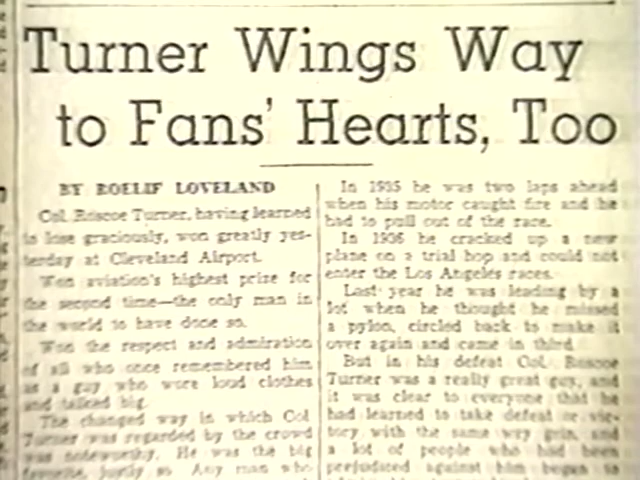 Turner Wings Way
to Fans' Hearts, Too
BY ROELIF LOVELAND
Col. Roscoe Turner, having learned
to lose graciously, won greatly yes-
terday at Cleveland Airport.
Won aviation's highest prize for
the second time—the only man in
the world to have done so.
Won the respect and admiration
of all who once remembered him
as a guy who wore loud clothes
and talked big.
The changed way in which Col.
Turner was regarded by the crowd
was noteworthy. He was the big
favorite, justly so. Any man who
In 1935 he was two laps ahead
when his motor caught fire and he
had to pull out of the race.
In 1936 he cracked up a new
plane on a trial hop and could not
enter the Los Angeles races.
Last year he was leading by a
lot when he thought he missed
a pylon, circled back to make it
over again and came in third.
But in his defeat Col. Roscoe
Turner was a really great guy, and
it was clear to everyone that he
had learned to take defeat or vic-
tory with the same wry grin, and
a lot of people who had been
prejudiced against him began to